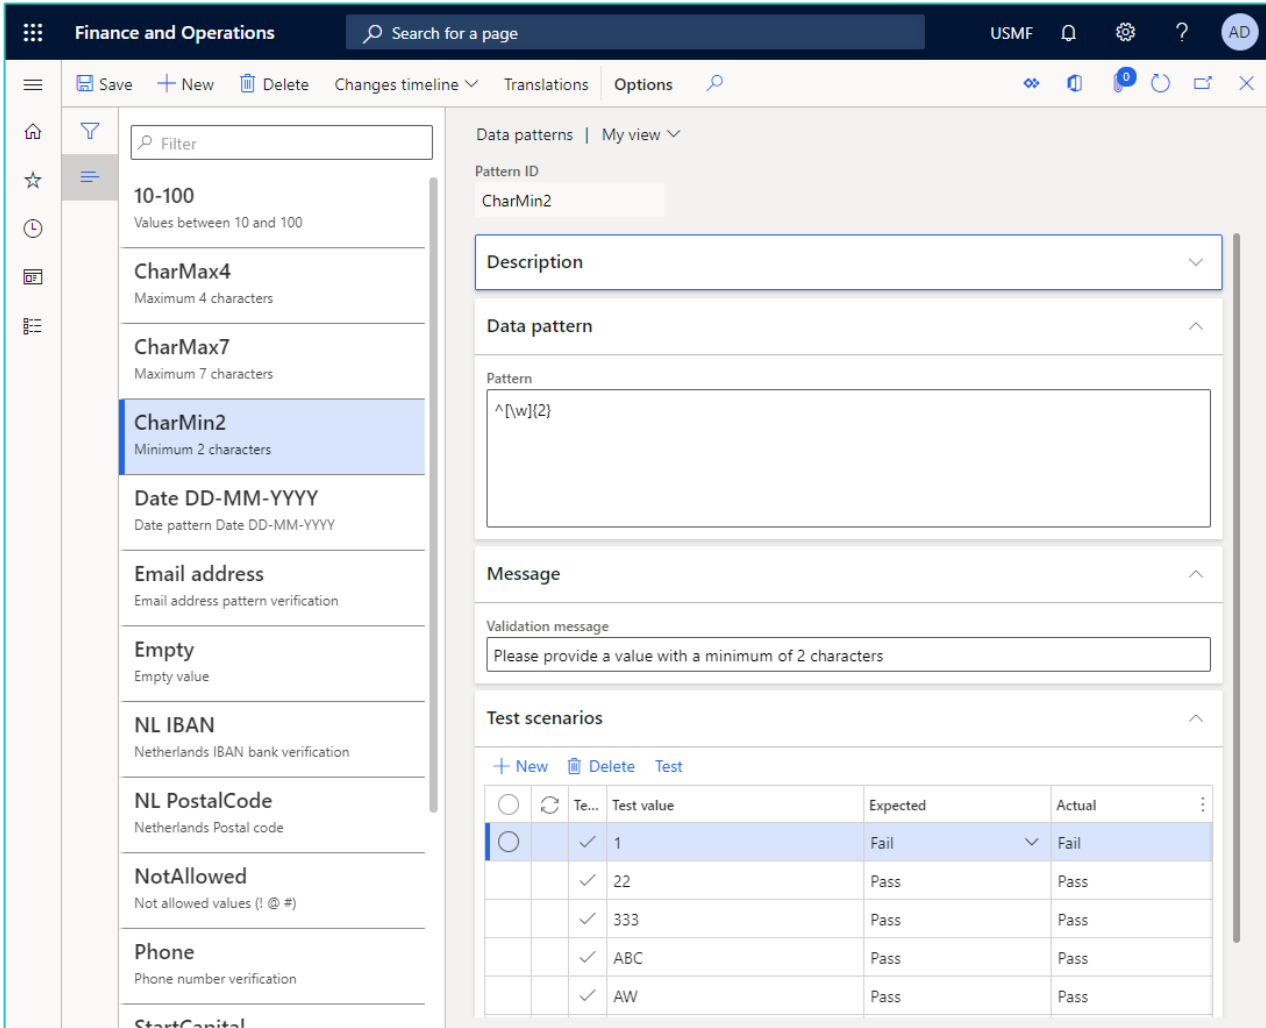 Finance and Operations
Search for a page
USMF
AD
Save
New
Delete
Changes timeline
Translations
Options
0
Filter
10-100
Values between 10 and 100
CharMax4
Maximum 4 characters
CharMax7
Maximum 7 characters
CharMin2
Minimum 2 characters
Date DD-MM-YYYY
Date pattern Date DD-MM-YYYY
Email address
Email address pattern verification
Empty
Empty value
NL IBAN
Netherlands IBAN bank verification
NL PostalCode
Netherlands Postal code
NotAllowed
Not allowed values (! @ #)
Phone
Phone number verification
StartCapital
Data patterns | My view
Pattern ID
CharMin2
Description
Data pattern
Pattern
^[\w]{2}
Message
Validation message
Please provide a value with a minimum of 2 characters
Test scenarios
New
Delete
Test
Te... Test value Expected Actual
1 Fail Fail
22 Pass Pass
333 Pass Pass
ABC Pass Pass
AW Pass Pass